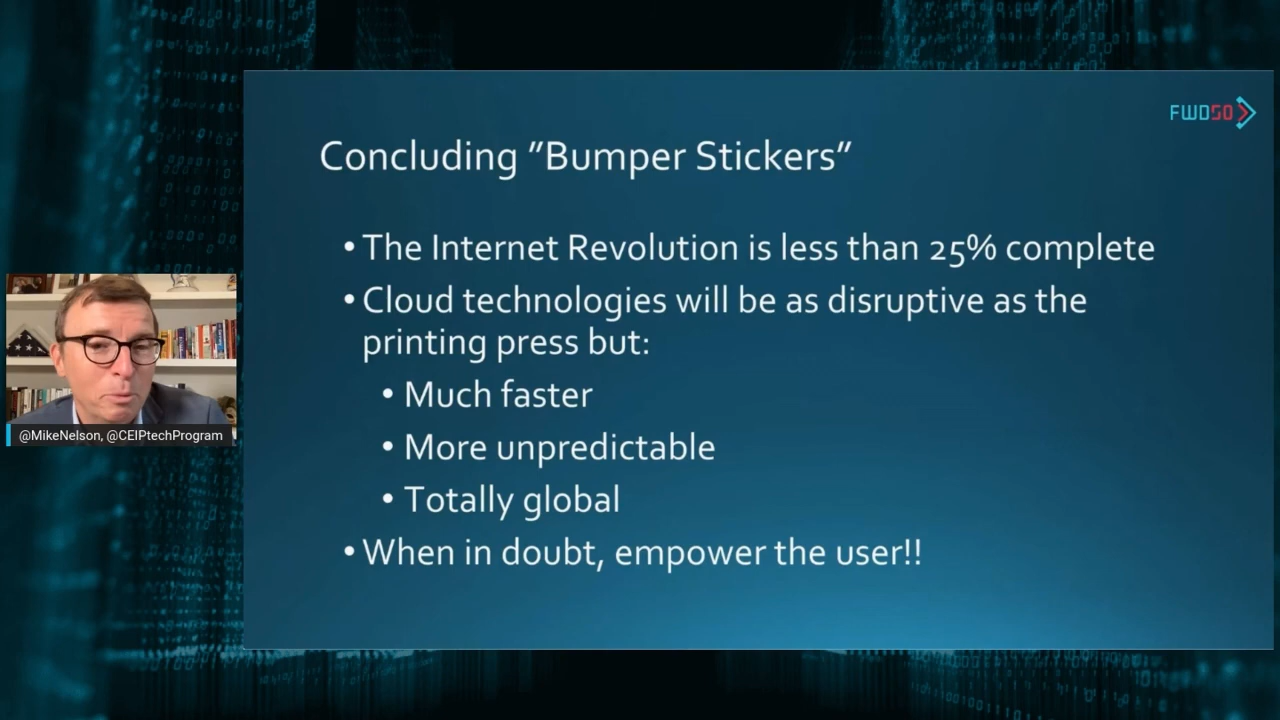 FWD50
Concluding ”Bumper Stickers”
• The Internet Revolution is less than 25% complete
• Cloud technologies will be as disruptive as the
printing press but:
• Much faster
• More unpredictable
• Totally global
• When in doubt, empower the user!!
@MikeNelson, @CEIPtechProgram